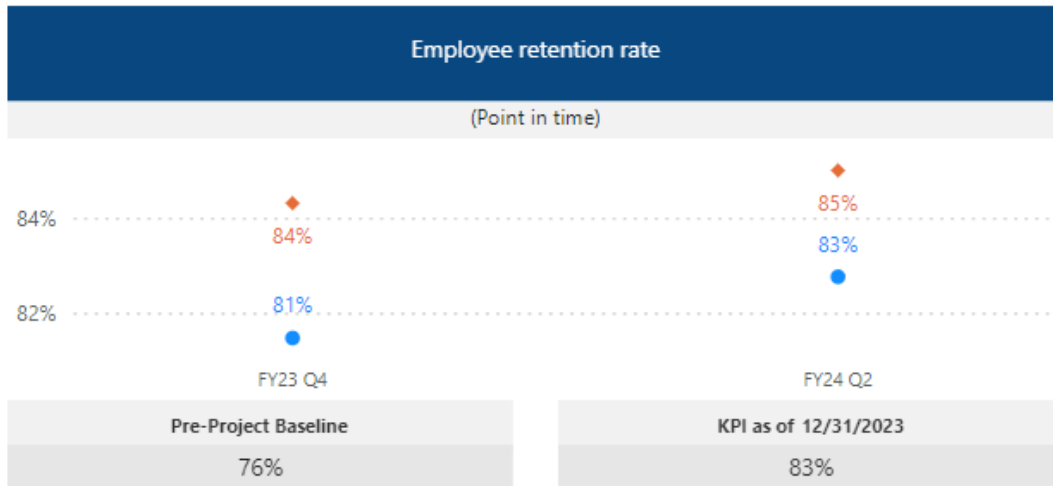 Employee retention rate
(Point in time)
85%
84%
84%
83%
81%
82%
FY23 Q4 FY24 Q2
Pre-Project Baseline KPI as of 12/31/2023
76% 83%